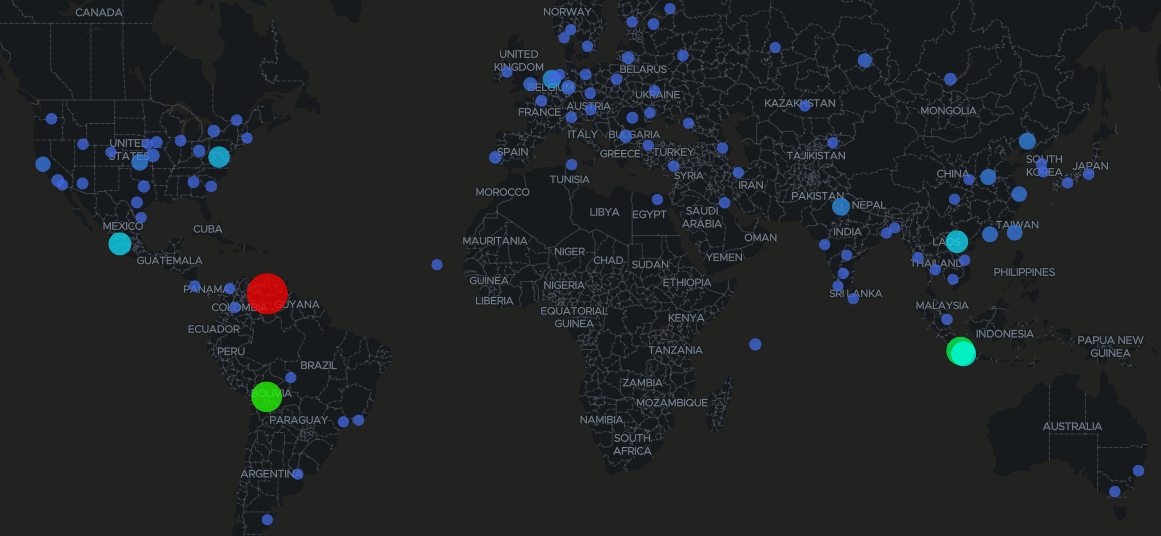 CANADA
NORWAY
UNITED
KINGDOM
BELARUS
BELGIUM
UKRAINE
KAZAKHSTAN
FRANCE
AUSTRIA
MONGOLIA
UNITED
STATES
ITALY
BULGARIA
SPAIN
GREECE
TURKEY
TAJIKISTAN
SOUTH
KOREA
JAPAN
CHINA
TUNISIA
SYRIA
IRAN
MOROCCO
PAKISTAN
NEPAL
LIBYA
EGYPT
SAUDI
ARABIA
MEXICO
CUBA
INDIA
TAIWAN
OMAN
MAURITANIA
LAOS
NIGER
CHAD
SUDAN
YEMEN
GUATEMALA
THAILAND
PHILIPPINES
GUINEA
NIGERIA
ETHIOPIA
PANAMA
SRI LANKA
LIBERIA
COLOMBIA
GUYANA
MALAYSIA
EQUATORIAL
GUINEA
KENYA
ECUADOR
INDONESIA
PERU
TANZANIA
PAPUA NEW
GUINEA
BRAZIL
ZAMBIA
BOLIVIA
MOZAMBIQUE
PARAGUAY
NAMIBIA
AUSTRALIA
SOUTH
AFRICA
ARGENTINA